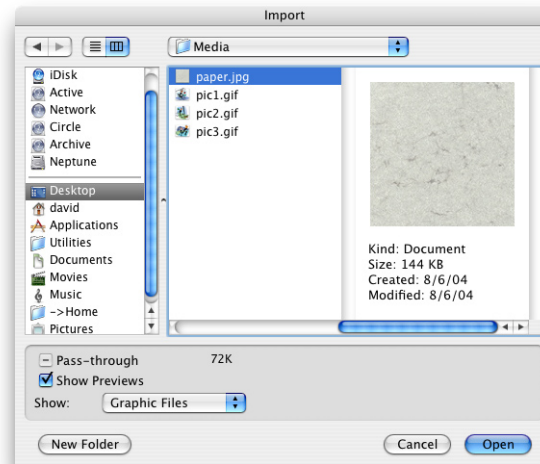 Import
Media
iDisk
Active
Network
Circle
Archive
Neptune
Desktop
david
Applications
Utilities
Documents
Movies
Music
->Home
Pictures
paper.jpg
pic1.gif
pic2.gif
pic3.gif
Kind: Document
Size: 144 KB
Created: 8/6/04
Modified: 8/6/04
Pass-through 72K
Show Previews
Show: Graphic Files
New Folder Cancel Open